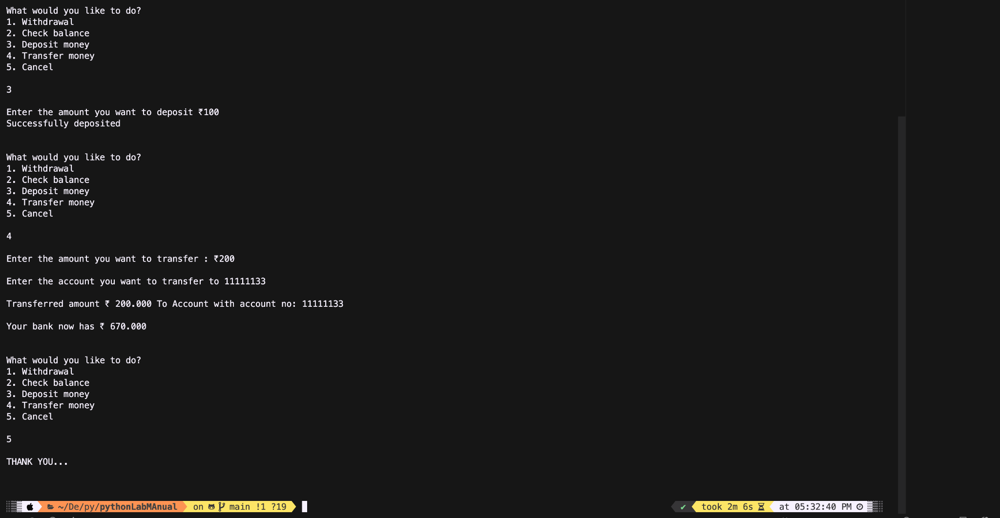 What would you like to do?
1. Withdrawal
2. Check balance
3. Deposit money
4. Transfer money
5. Cancel
3
Enter the amount you want to deposit ₹100
Successfully deposited
What would you like to do?
1. Withdrawal
2. Check balance
3. Deposit money
4. Transfer money
5. Cancel
4
Enter the amount you want to transfer : ₹200
Enter the account you want to transfer to 11111133
Transferred amount ₹ 200.000 To Account with account no: 11111133
Your bank now has ₹ 670.000
What would you like to do?
1. Withdrawal
2. Check balance
3. Deposit money
4. Transfer money
5. Cancel
5
THANK YOU...
~/De/py/pythonLabMAnual on main !1 ?19 ✔ took 2m 6s at 05:32:40 PM